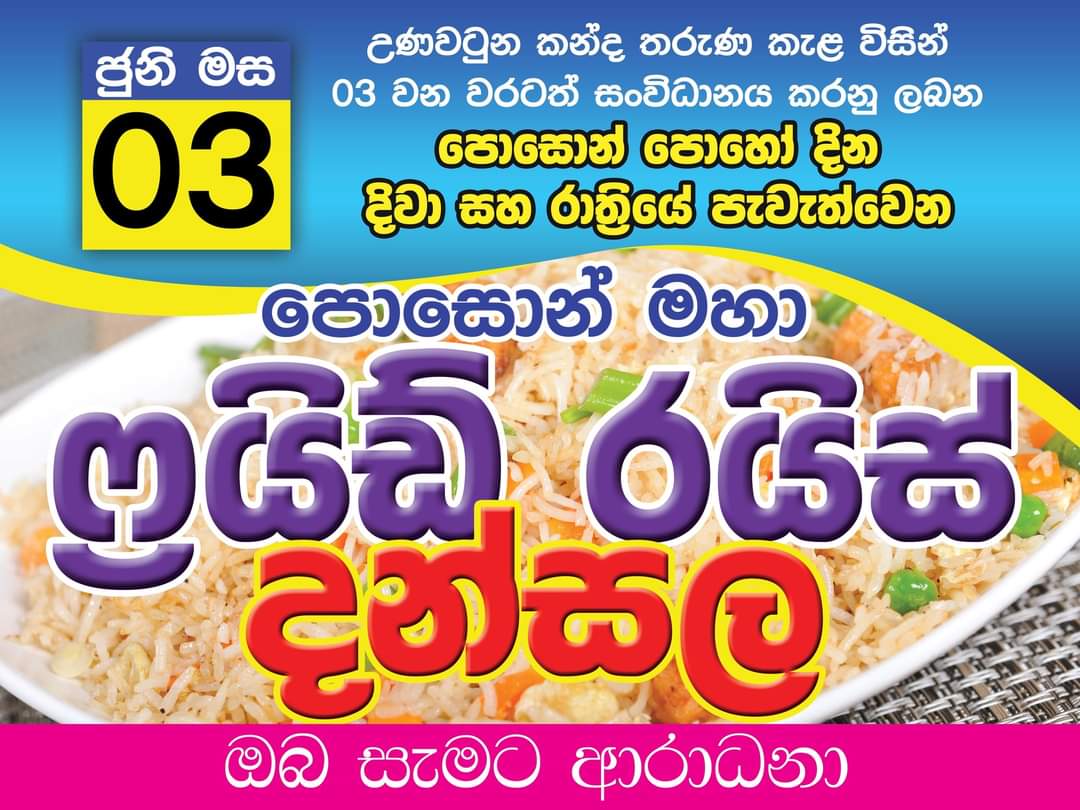 ජුනි මස
03
උණවටුන කන්ද තරුණ කැළ විසින්
03 වන වරටත් සංවිධානය කරනු ලබන
පොසොන් පොහෝ දින
දිවා සහ රාත්‍රියේ පැවැත්වෙන
පොසොන් මහා
ෆ්‍රයිඩ් රයිස්
දන්සල
ඔබ සැමට ආරාධනා